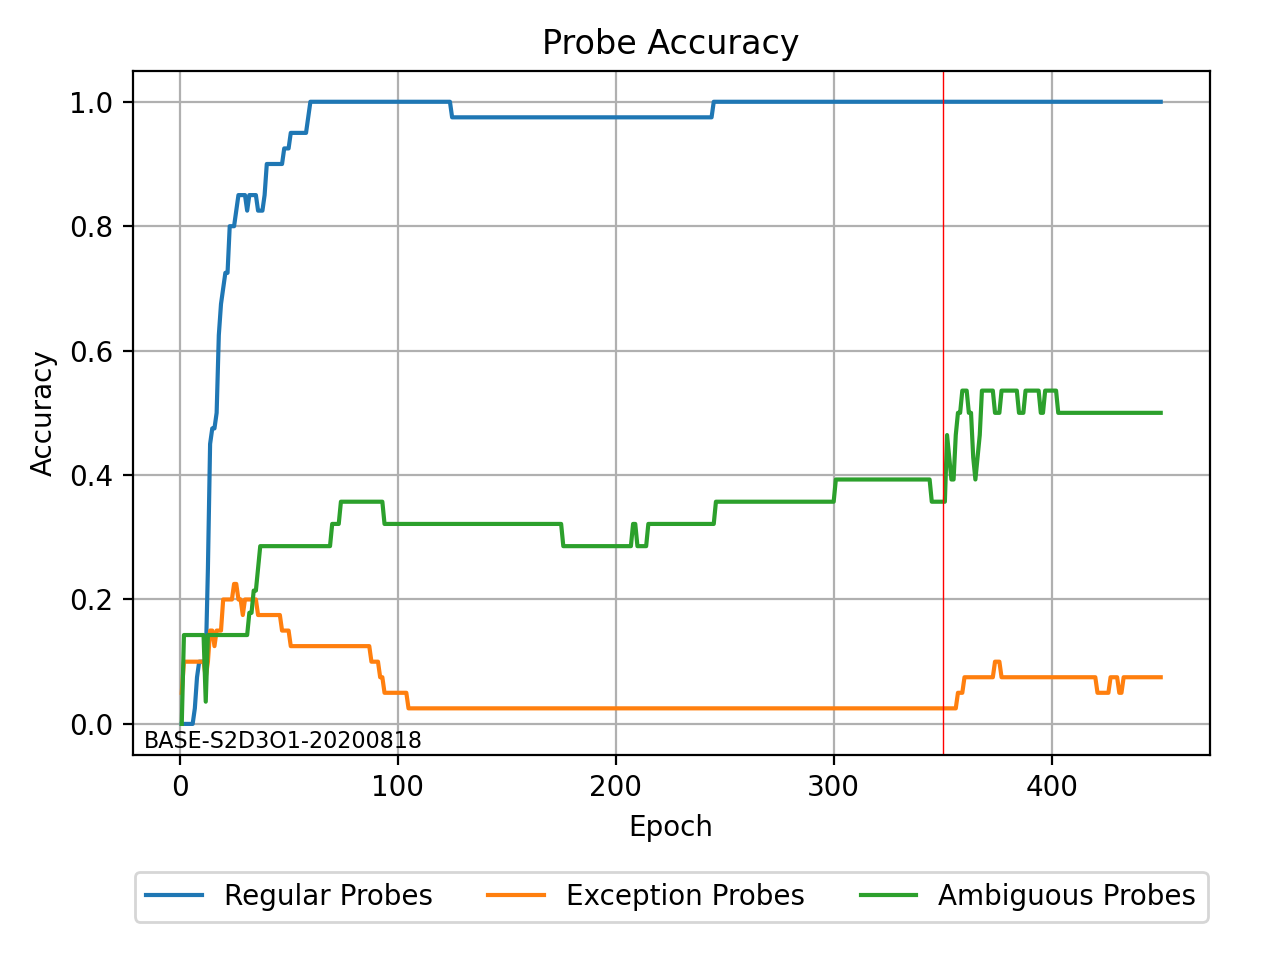 Probe Accuracy
Accuracy
1.0
0.8
0.6
0.4
0.2
0.0
BASE-S2D3O1-20200818
0 100 200 300 400
Epoch
Regular Probes Exception Probes Ambiguous Probes